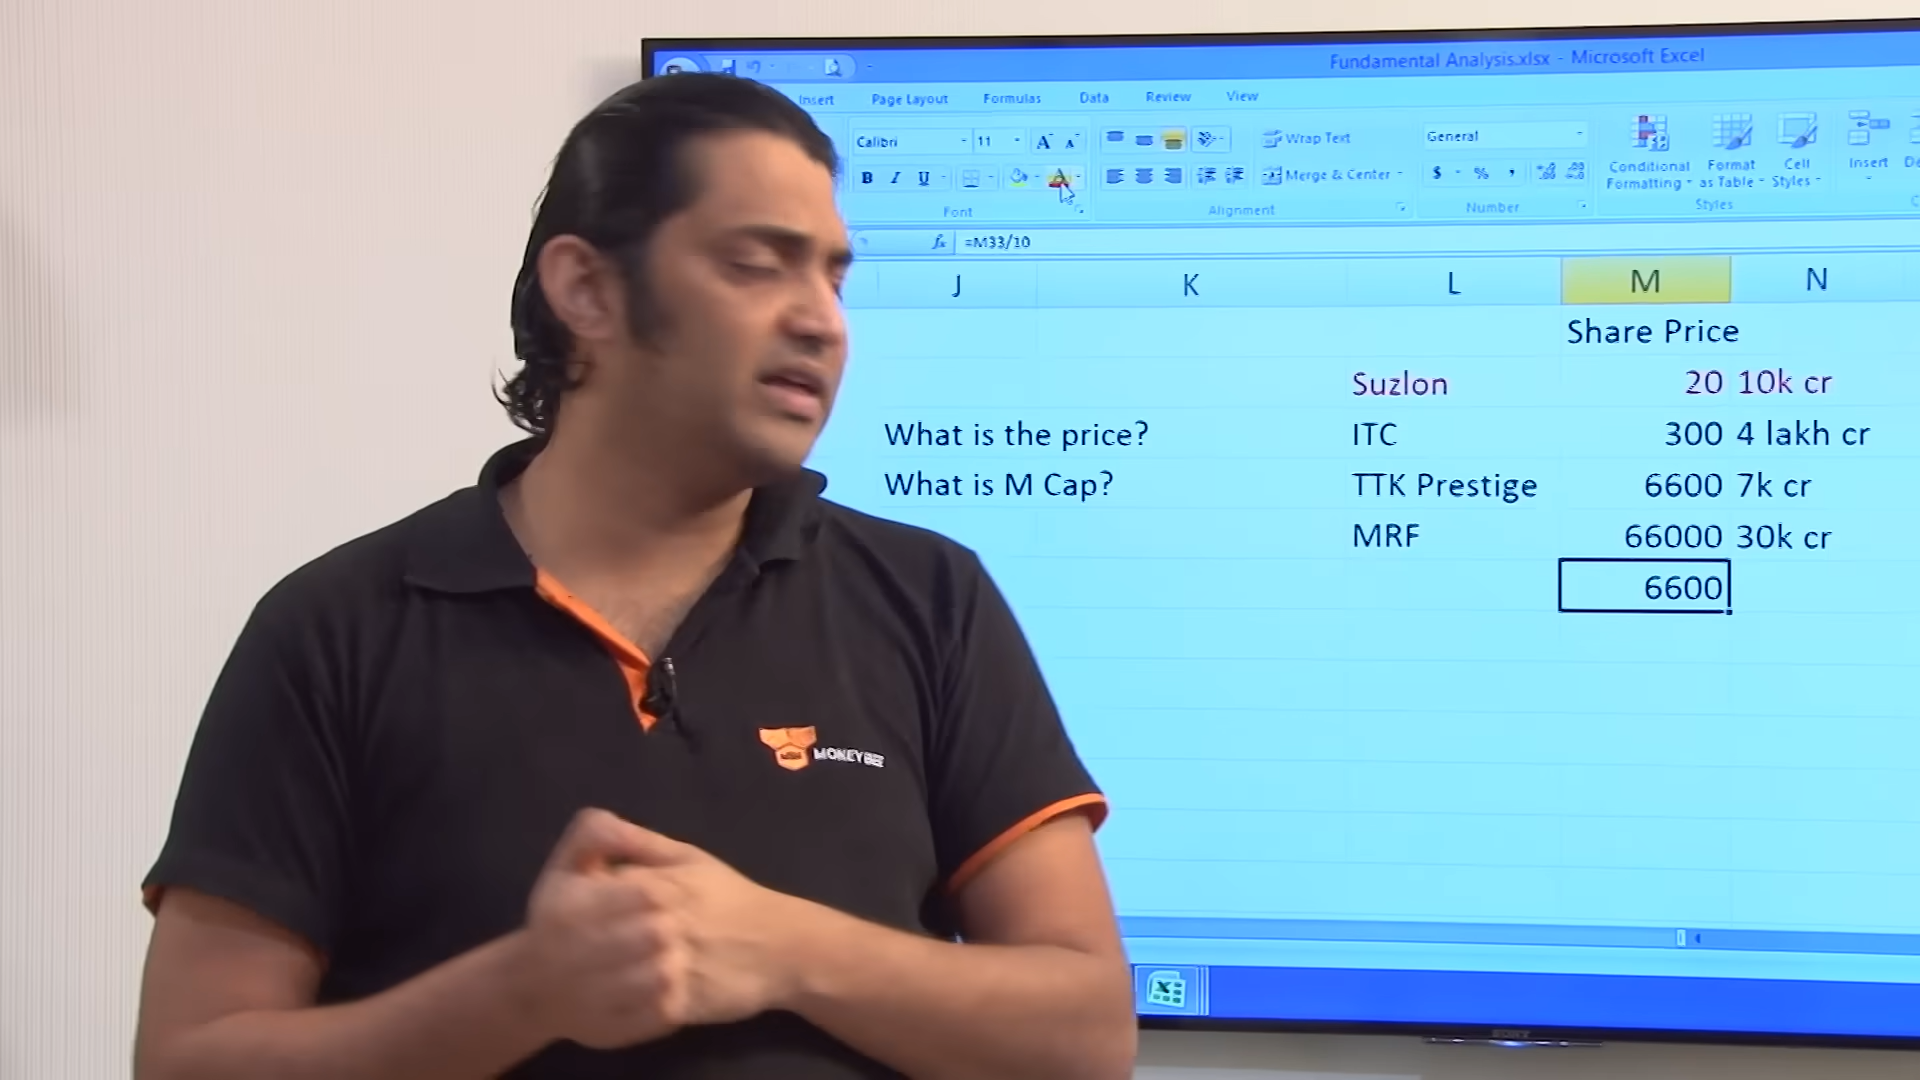 Fundamental Analysis.xlsx - Microsoft Excel
Insert Page Layout Formulas Data Review View
Calibri 11 A A Wrap Text General
B I U A Merge & Center $ % , Conditional Formatting Format as Table Cell Styles Insert
Font Alignment Number Styles
fx =M33/10
J K L M N
Share Price
Suzlon 20 10k cr
What is the price? ITC 300 4 lakh cr
What is M Cap? TTK Prestige 6600 7k cr
MRF 66000 30k cr
6600
MONEYBEE
SONY